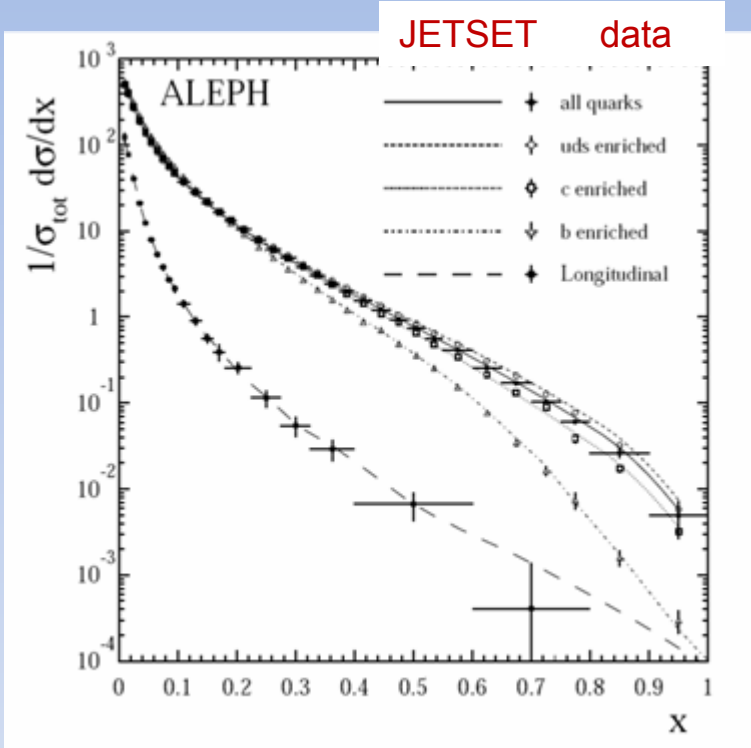 JETSET data
ALEPH
all quarks
uds enriched
c enriched
b enriched
Longitudinal
1/σtot dσ/dx
10³
10²
10
1
10⁻¹
10⁻²
10⁻³
10⁻⁴
0 0.1 0.2 0.3 0.4 0.5 0.6 0.7 0.8 0.9 1
x